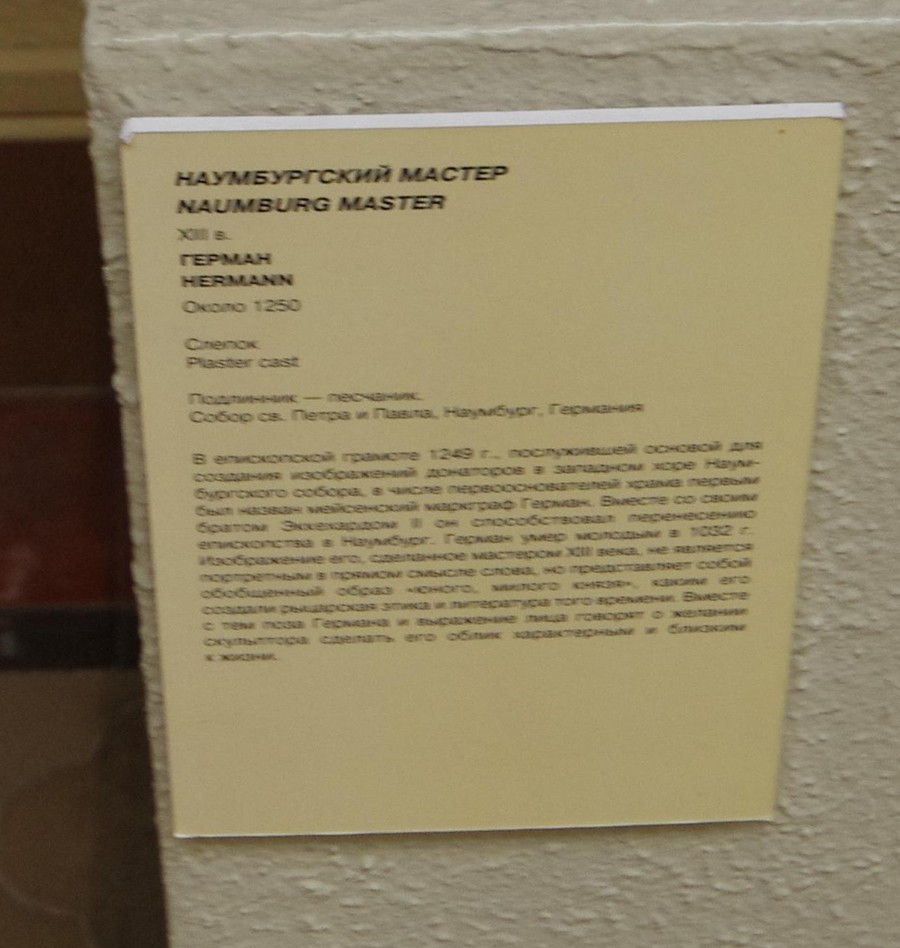 НАУМБУРГСКИЙ МАСТЕР
NAUMBURG MASTER
XIII в.
ГЕРМАН
HERMANN
Около 1250
Слепок
Plaster cast
Подлинник — песчаник.
Собор св. Петра и Павла, Наумбург, Германия
В епископской грамоте 1249 г., послужившей основой для
создания изображений донаторов в западном хоре Наум-
бургского собора, в числе первооснователей храма первым
был назван мейсенский маркграф Герман. Вместе со своим
братом Эккехардом II он способствовал перенесению
епископства в Наумбург. Герман умер молодым в 1032 г.
Изображение его, сделанное мастером XIII века, не является
портретным в прямом смысле слова, но представляет собой
обобщенный образ «юного, милого князя», каким его
создали рыцарская этика и литература того времени. Вместе
с тем поза Германа и выражение лица говорят о желании
скульптора сделать его облик характерным и близким
к жизни.